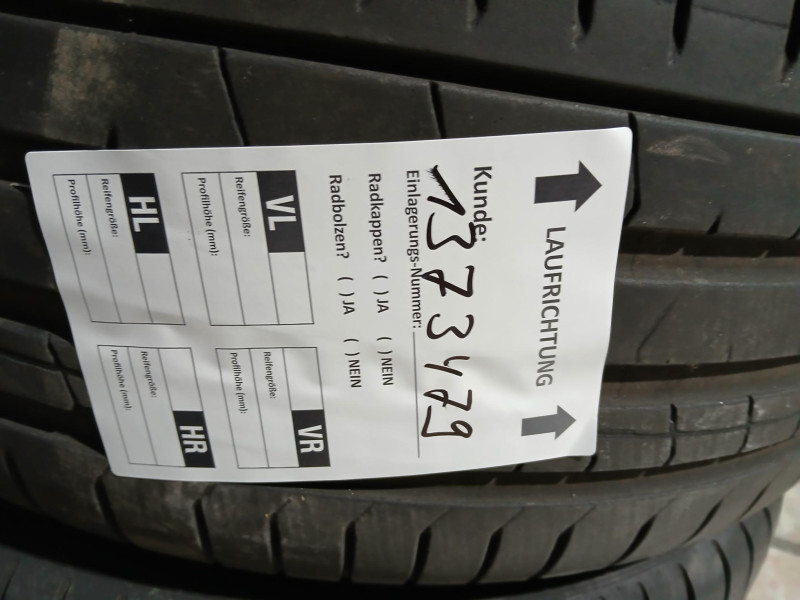 LAUFRICHTUNG
Kunde:
1373479
Einlagerungs-Nummer:
Radkappen? ( ) JA ( ) NEIN
Radbolzen? ( ) JA ( ) NEIN
VL
Reifengröße:
Profilhöhe (mm):
VR
Reifengröße:
Profilhöhe (mm):
HL
Reifengröße:
Profilhöhe (mm):
HR
Reifengröße:
Profilhöhe (mm):